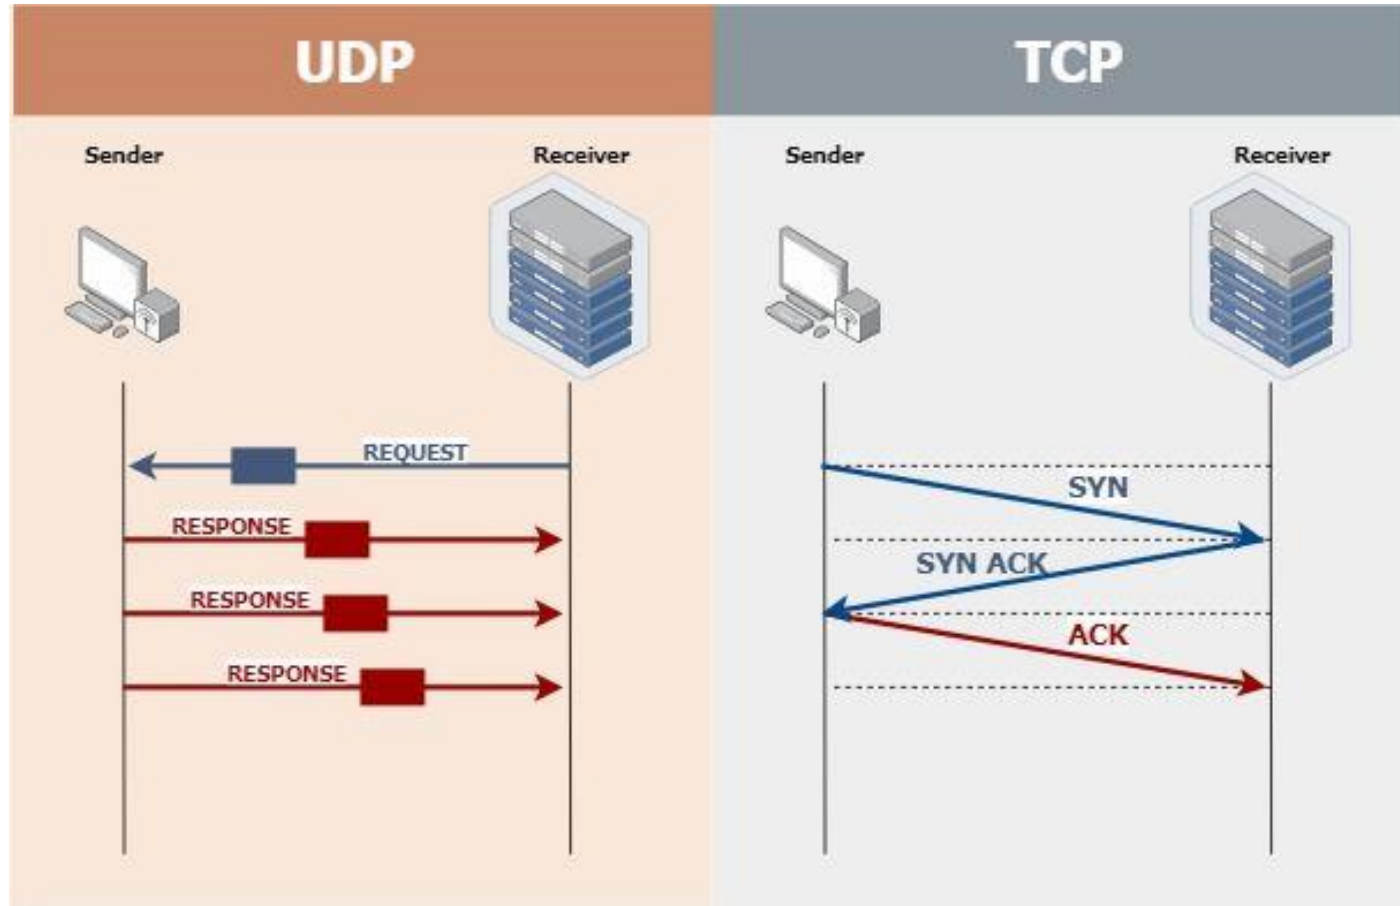 UDP
Sender
Receiver
REQUEST
RESPONSE
RESPONSE
RESPONSE
TCP
Sender
Receiver
SYN
SYN ACK
ACK